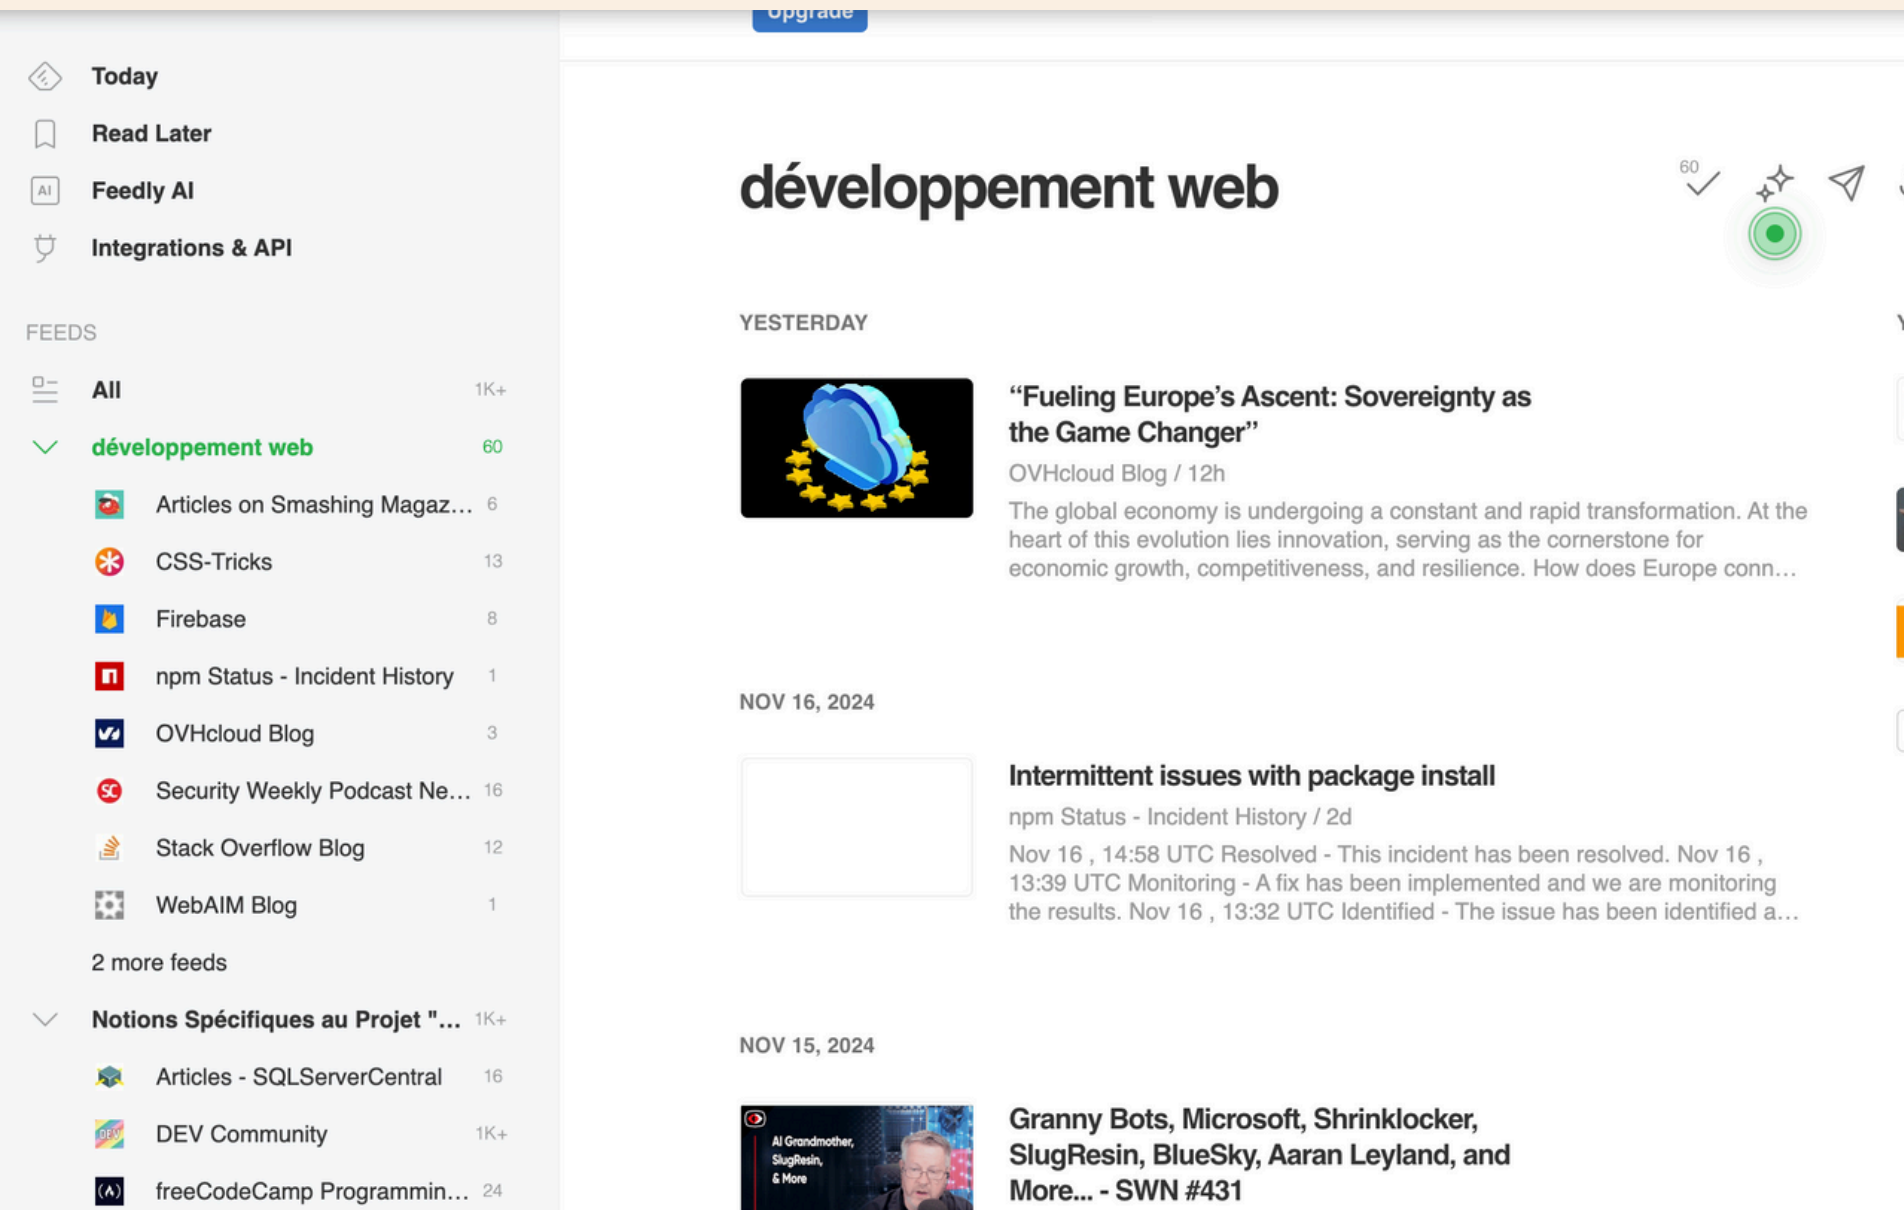 Upgrade
Today
Read Later
AI
Feedly AI
Integrations & API
FEEDS
All 1K+
développement web 60
Articles on Smashing Magaz... 6
CSS-Tricks 13
Firebase 8
npm Status - Incident History 1
OVHcloud Blog 3
SC
Security Weekly Podcast Ne... 16
Stack Overflow Blog 12
WebAIM Blog 1
2 more feeds
Notions Spécifiques au Projet "... 1K+
Articles - SQLServerCentral 16
DEV
DEV Community 1K+
freeCodeCamp Programmin... 24
développement web
60
YESTERDAY
“Fueling Europe’s Ascent: Sovereignty as
the Game Changer”
OVHcloud Blog / 12h
The global economy is undergoing a constant and rapid transformation. At the
heart of this evolution lies innovation, serving as the cornerstone for
economic growth, competitiveness, and resilience. How does Europe conn...
NOV 16, 2024
Intermittent issues with package install
npm Status - Incident History / 2d
Nov 16 , 14:58 UTC Resolved - This incident has been resolved. Nov 16 ,
13:39 UTC Monitoring - A fix has been implemented and we are monitoring
the results. Nov 16 , 13:32 UTC Identified - The issue has been identified a...
NOV 15, 2024
AI Grandmother,
SlugResin,
& More
Granny Bots, Microsoft, Shrinklocker,
SlugResin, BlueSky, Aaran Leyland, and
More... - SWN #431